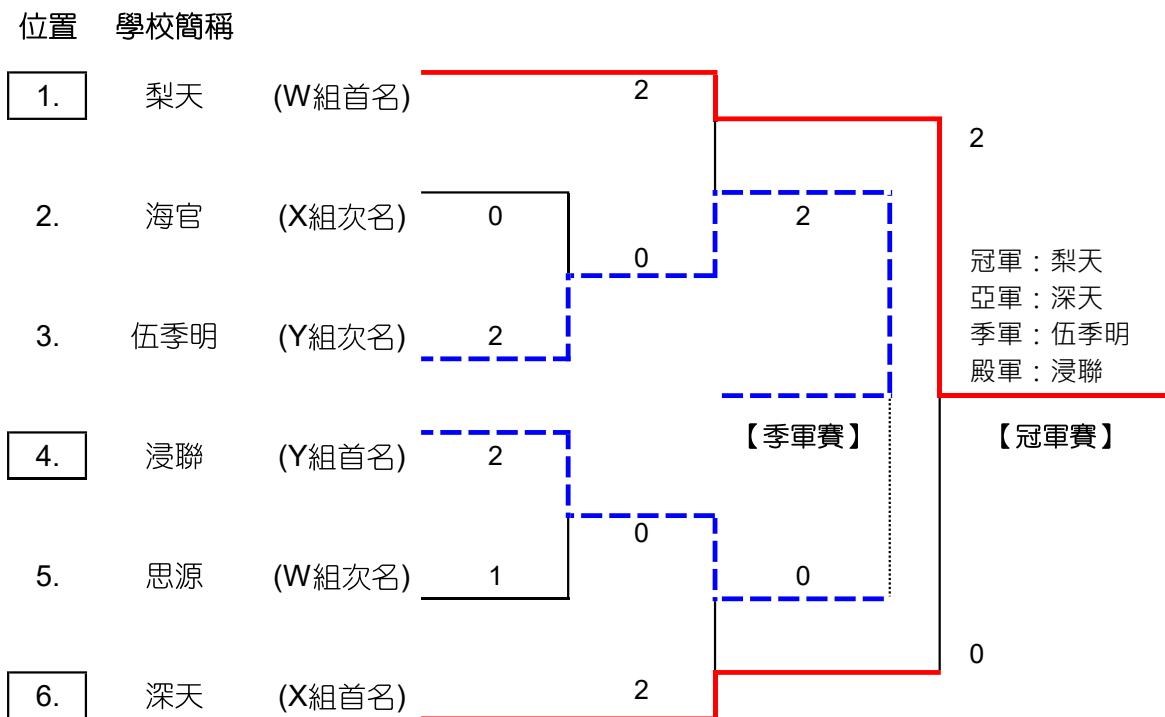 位置 學校簡稱
1. 梨天 (W組首名) 2
2
2. 海官 (X組次名) 0 2
0
冠軍：梨天
亞軍：深天
3. 伍季明 (Y組次名) 2 季軍：伍季明
殿軍：浸聯
【季軍賽】 【冠軍賽】
4. 浸聯 (Y組首名) 2
0
5. 思源 (W組次名) 1 0
0
6. 深天 (X組首名) 2